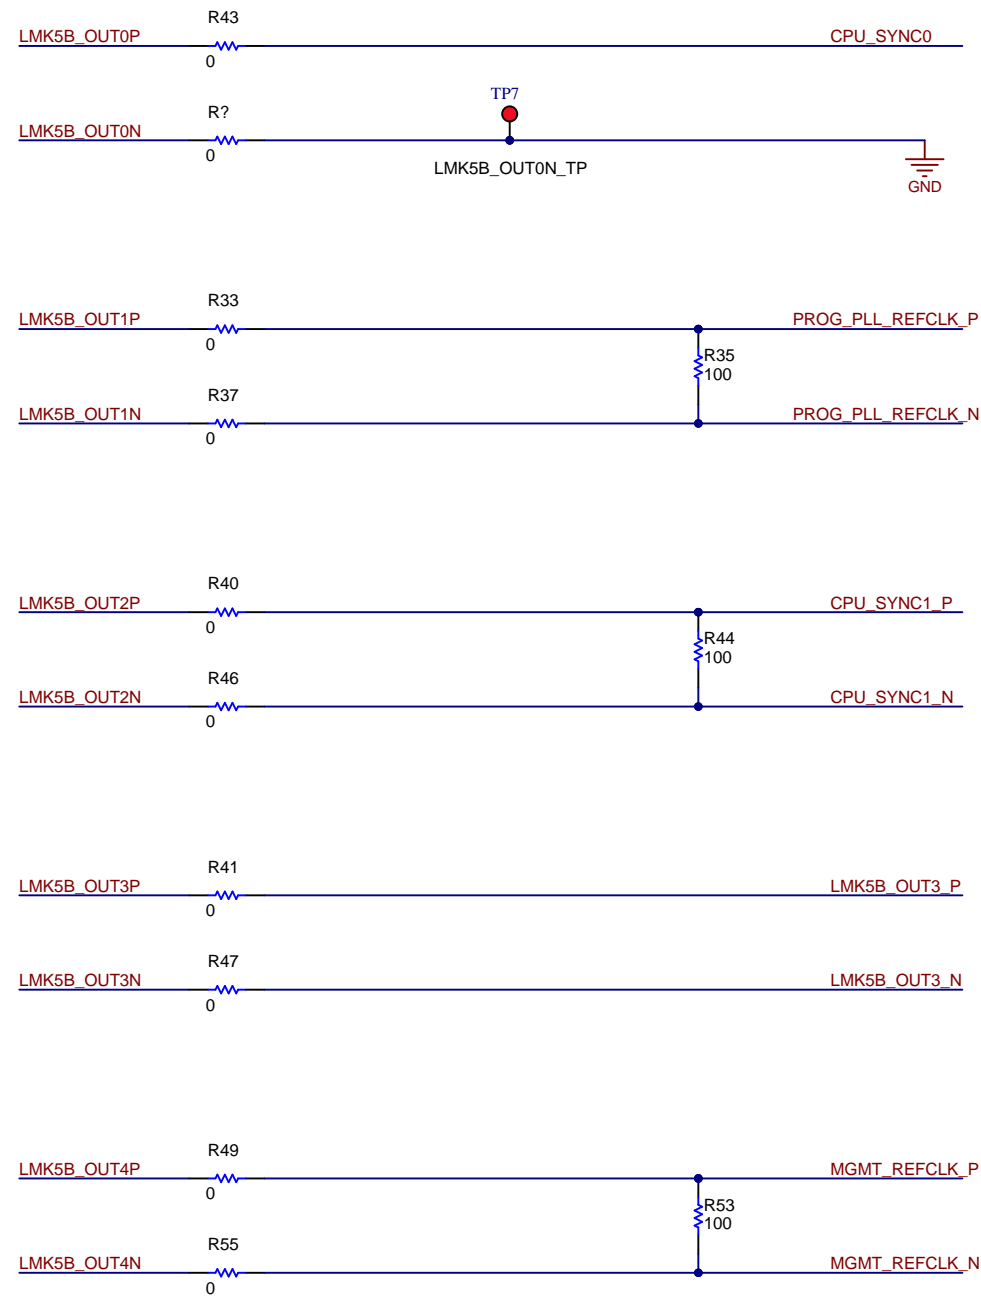 R43
LMK5B_OUT0P CPU_SYNC0
0
TP7
R?
LMK5B_OUT0N
0
LMK5B_OUT0N_TP
GND
R33
LMK5B_OUT1P PROG_PLL_REFCLK_P
0
R35
100
R37
LMK5B_OUT1N PROG_PLL_REFCLK_N
0
R40
LMK5B_OUT2P CPU_SYNC1_P
0
R44
100
R46
LMK5B_OUT2N CPU_SYNC1_N
0
R41
LMK5B_OUT3P LMK5B_OUT3_P
0
R47
LMK5B_OUT3N LMK5B_OUT3_N
0
R49
LMK5B_OUT4P MGMT_REFCLK_P
0
R53
100
R55
LMK5B_OUT4N MGMT_REFCLK_N
0